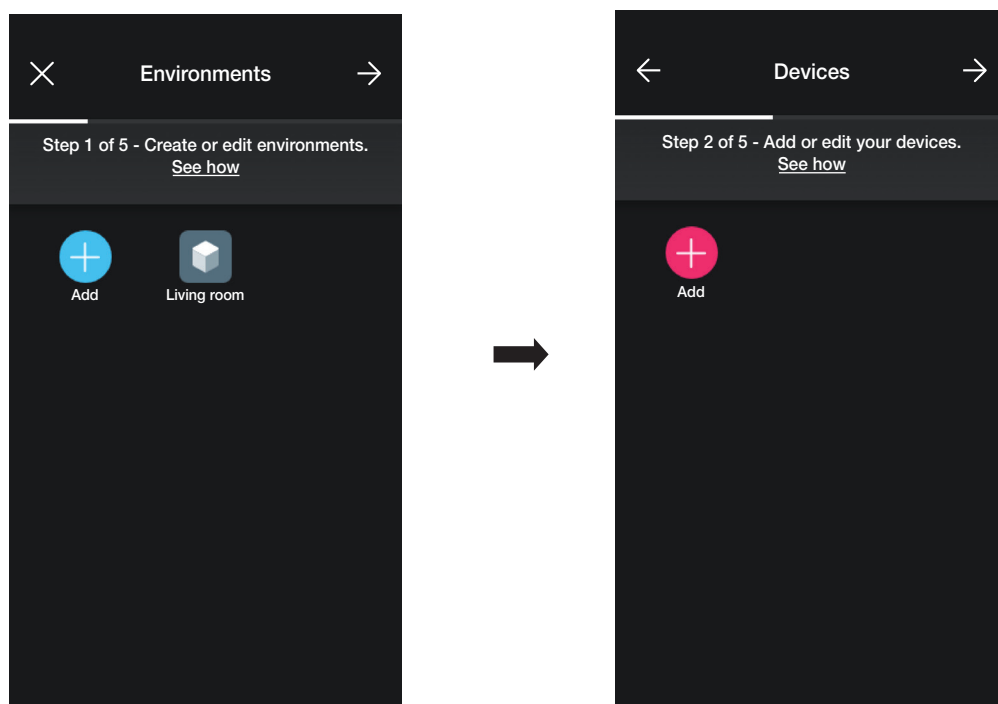 Environments
Step 1 of 5 - Create or edit environments.
See how
Add
Living room
Devices
Step 2 of 5 - Add or edit your devices.
See how
Add